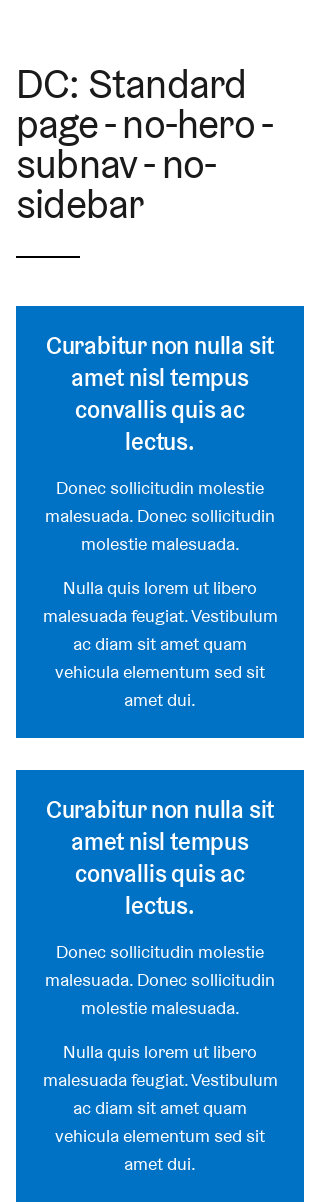 DC: Standard
page - no-hero -
subnav - no-
sidebar
Curabitur non nulla sit
amet nisl tempus
convallis quis ac
lectus.
Donec sollicitudin molestie
malesuada. Donec sollicitudin
molestie malesuada.
Nulla quis lorem ut libero
malesuada feugiat. Vestibulum
ac diam sit amet quam
vehicula elementum sed sit
amet dui.
Curabitur non nulla sit
amet nisl tempus
convallis quis ac
lectus.
Donec sollicitudin molestie
malesuada. Donec sollicitudin
molestie malesuada.
Nulla quis lorem ut libero
malesuada feugiat. Vestibulum
ac diam sit amet quam
vehicula elementum sed sit
amet dui.